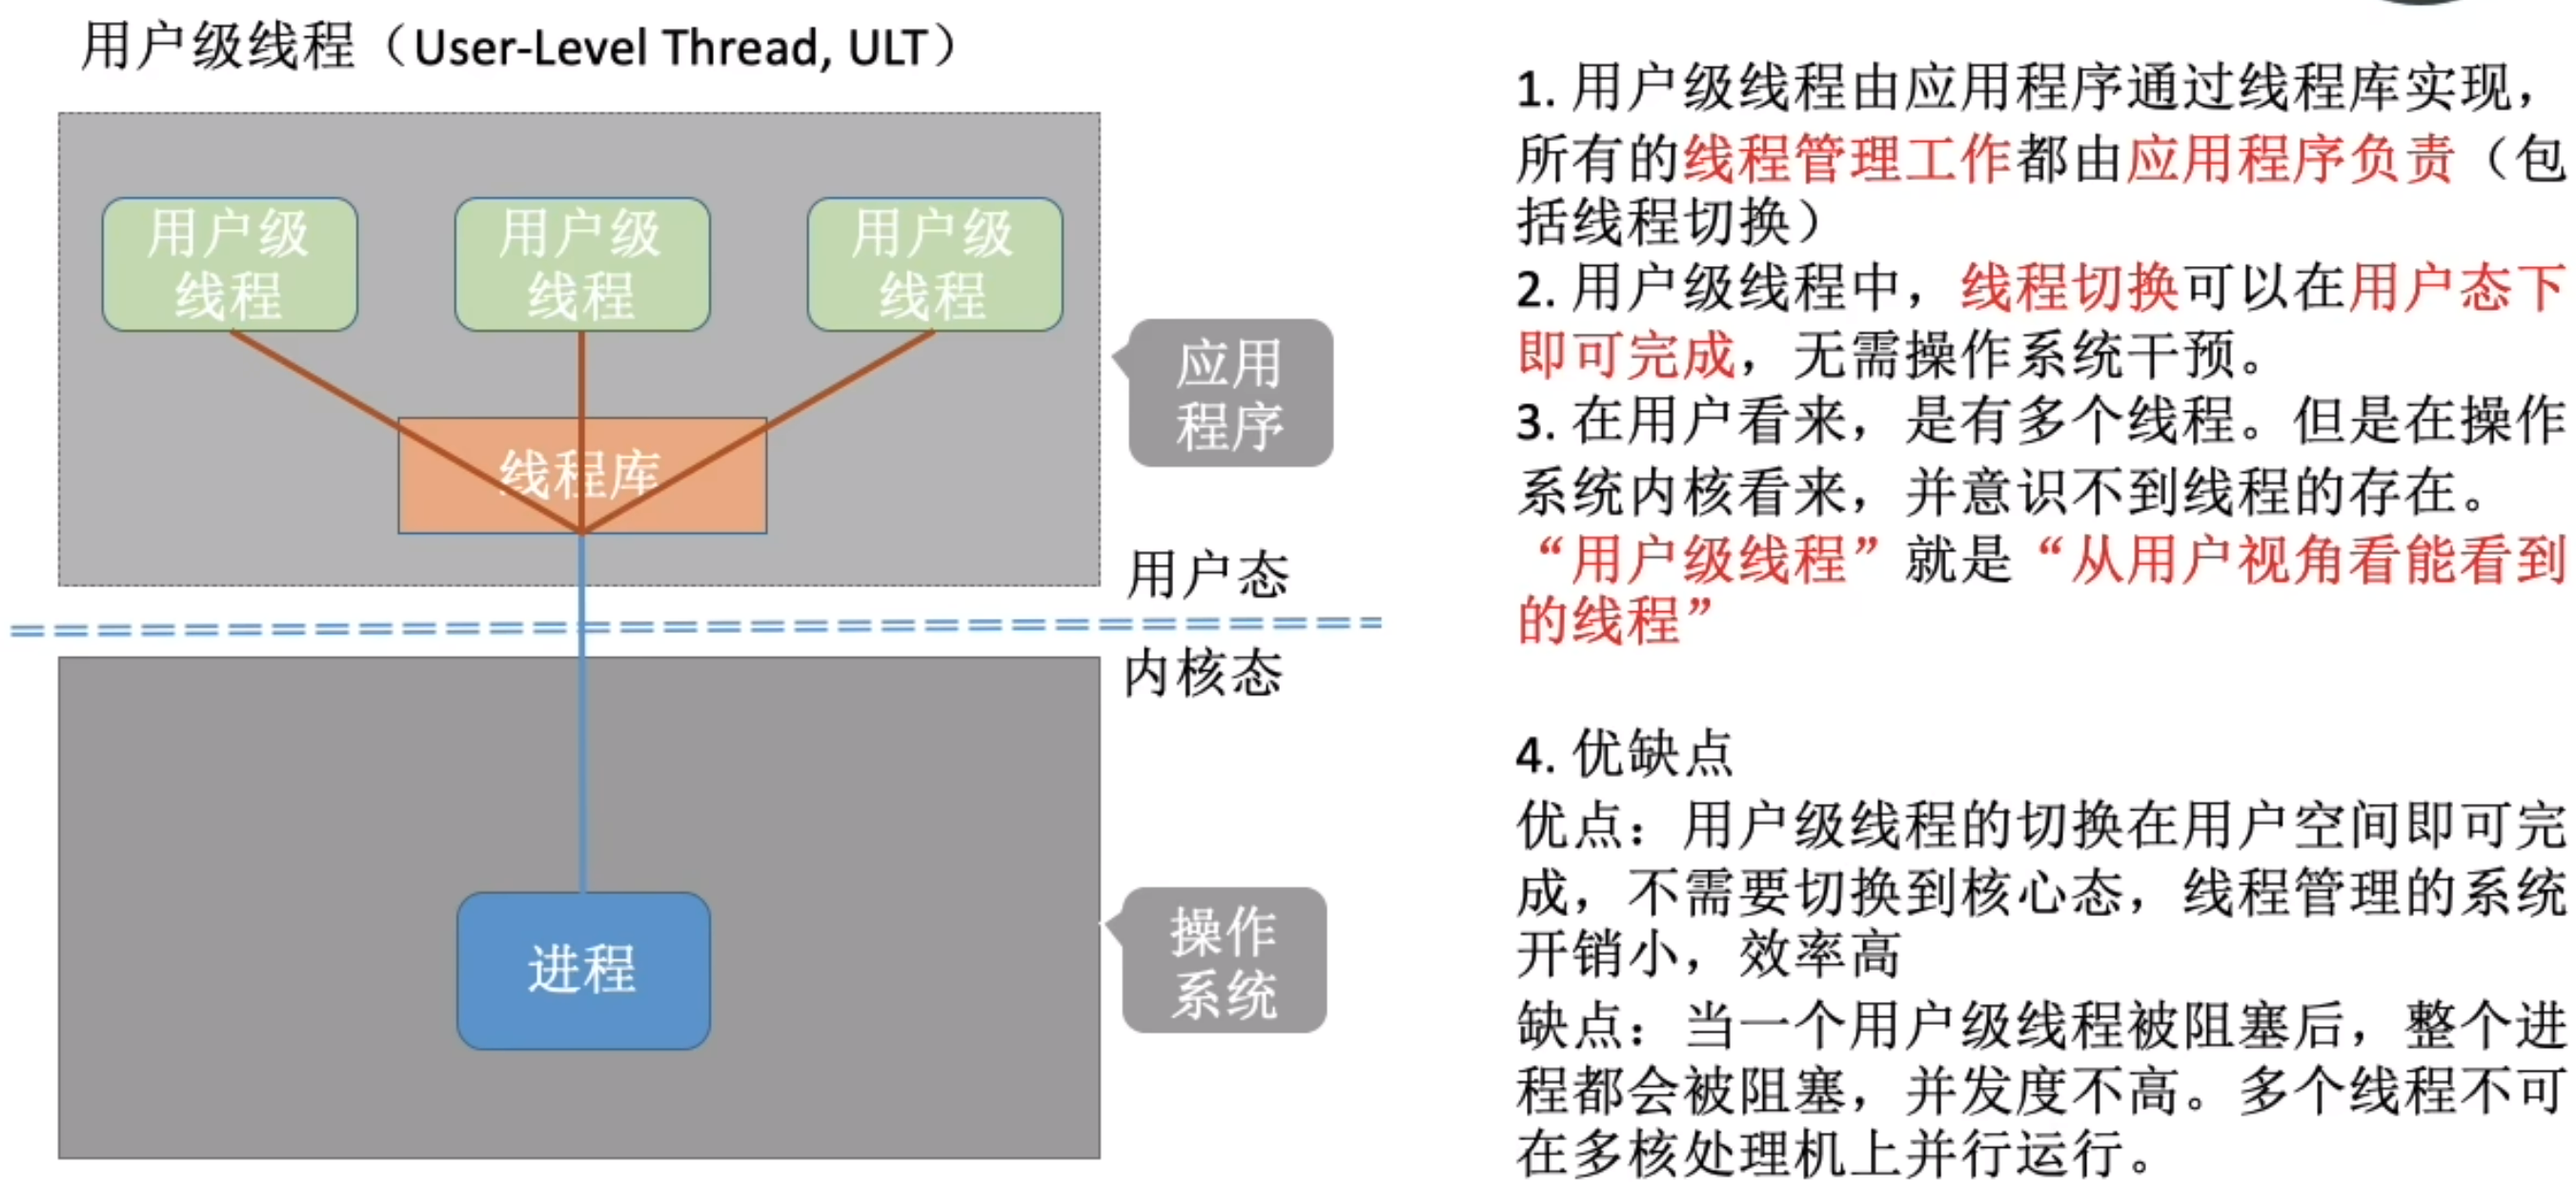 用户级线程（User-Level Thread, ULT）
用户级
线程
用户级
线程
用户级
线程
线程库
应用
程序
用户态
内核态
进程
操作
系统
1. 用户级线程由应用程序通过线程库实现，
所有的线程管理工作都由应用程序负责（包
括线程切换）
2. 用户级线程中，线程切换可以在用户态下
即可完成，无需操作系统干预。
3. 在用户看来，是有多个线程。但是在操作
系统内核看来，并意识不到线程的存在。
“用户级线程”就是“从用户视角看能看到
的线程”
4. 优缺点
优点：用户级线程的切换在用户空间即可完
成，不需要切换到核心态，线程管理的系统
开销小，效率高
缺点：当一个用户级线程被阻塞后，整个进
程都会被阻塞，并发度不高。多个线程不可
在多核处理机上并行运行。